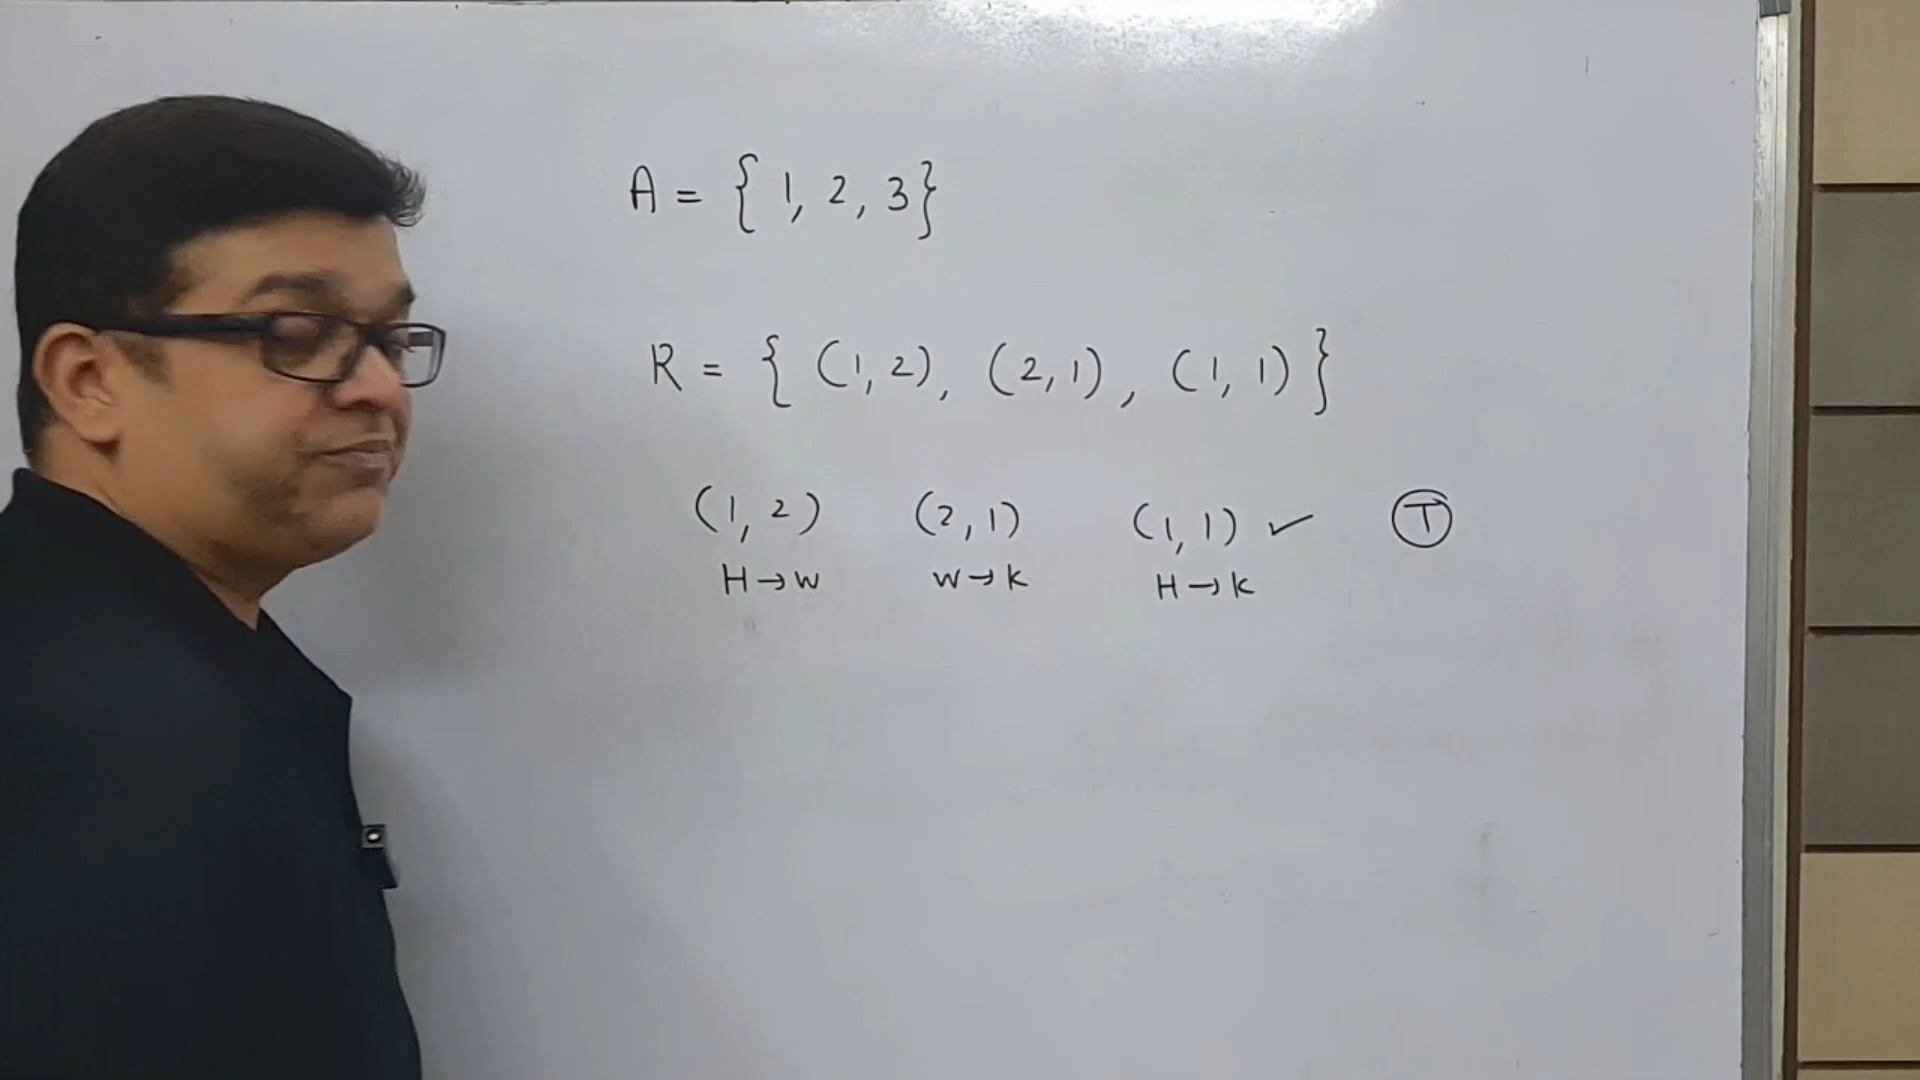 A = { 1, 2, 3}
R = { (1,2), (2,1), (1,1)}
(1,2) (2,1) (1,1) ✓ T
H→W W→K H→K